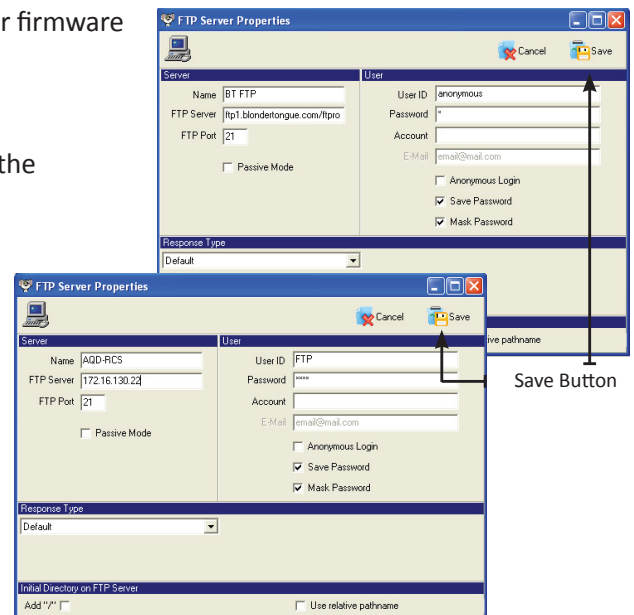 r firmware
the
FTP Server Properties
Cancel Save
Server User
Name BT FTP
FTP Server ftp1.blondertongue.com/ftpro
FTP Port 21
Passive Mode
User ID anonymous
Password *
Account
E-Mail email@mail.com
Anonymous Login
Save Password
Mask Password
Response Type
Default
ive pathname
Save Button
FTP Server Properties
Cancel Save
Server User
Name AQD-RCS
FTP Server 172.16.130.22
FTP Port 21
Passive Mode
User ID FTP
Password ****
Account
E-Mail email@mail.com
Anonymous Login
Save Password
Mask Password
Response Type
Default
Initial Directory on FTP Server
Add "/" Use relative pathname